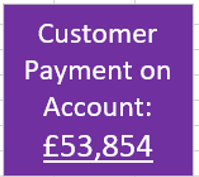 Customer
Payment on
Account:
£53,854